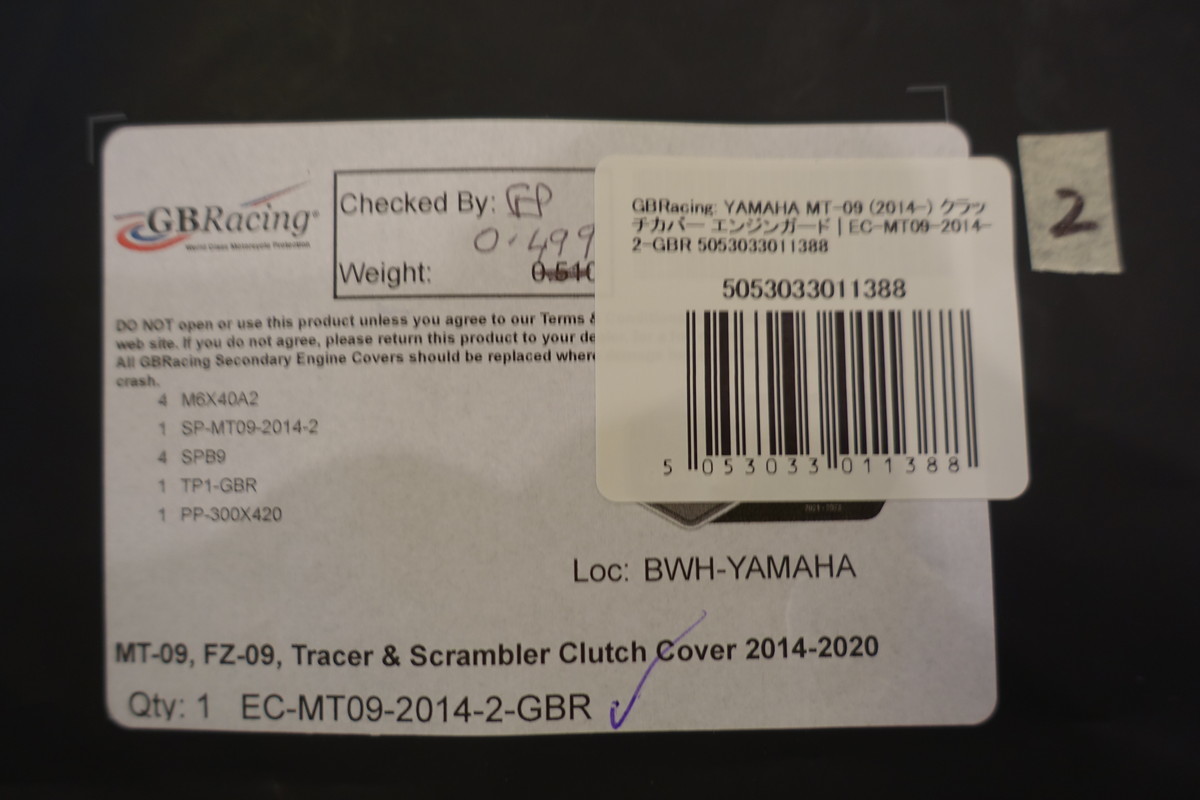 GBRacing®
World Class Motorcycle Protection
Checked By:
0.499
Weight: 0.510
DO NOT open or use this product unless you agree to our Terms &
web site. If you do not agree, please return this product to your de
All GBRacing Secondary Engine Covers should be replaced where
crash.
4 M6X40A2
1 SP-MT09-2014-2
4 SPB9
1 TP1-GBR
1 PP-300X420
GBRacing: YAMAHA MT-09 (2014-) クラッ
チカバー エンジンガード | EC-MT09-2014-
2-GBR 5053033011388
5053033011388
5 053033 011388
2
Loc: BWH-YAMAHA
MT-09, FZ-09, Tracer & Scrambler Clutch Cover 2014-2020
Qty: 1 EC-MT09-2014-2-GBR